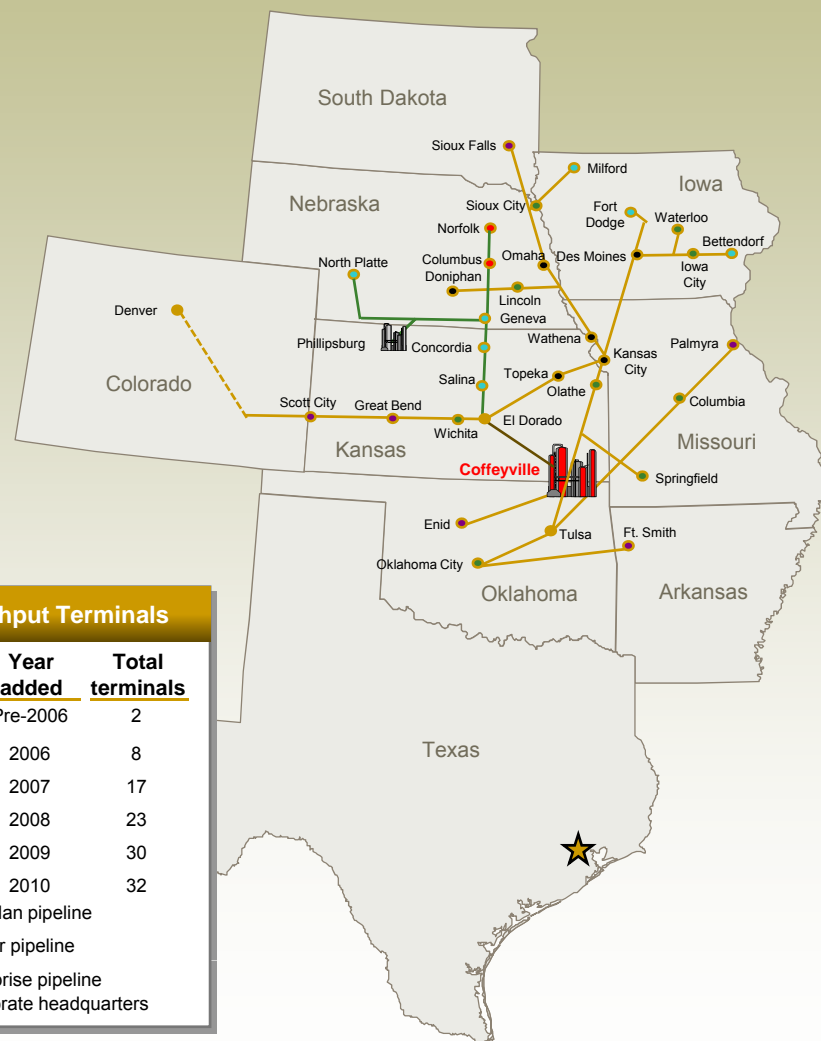 South Dakota
Sioux Falls
Milford
Iowa
Nebraska
Sioux City
Fort
Dodge
Waterloo
Norfolk
Bettendorf
Columbus
Omaha
Des Moines
North Platte
Doniphan
Iowa
City
Lincoln
Denver
Geneva
Wathena
Phillipsburg
Concordia
Kansas
City
Palmyra
Topeka
Salina
Olathe
Colorado
Scott City
Great Bend
Columbia
El Dorado
Wichita
Kansas
Missouri
Coffeyville
Springfield
Enid
Tulsa
Ft. Smith
Oklahoma City
Oklahoma
Arkansas
Texas
hput Terminals
Year
added
Total
terminals
Pre-2006 2
2006 8
2007 17
2008 23
2009 30
2010 32
lan pipeline
r pipeline
prise pipeline
orate headquarters